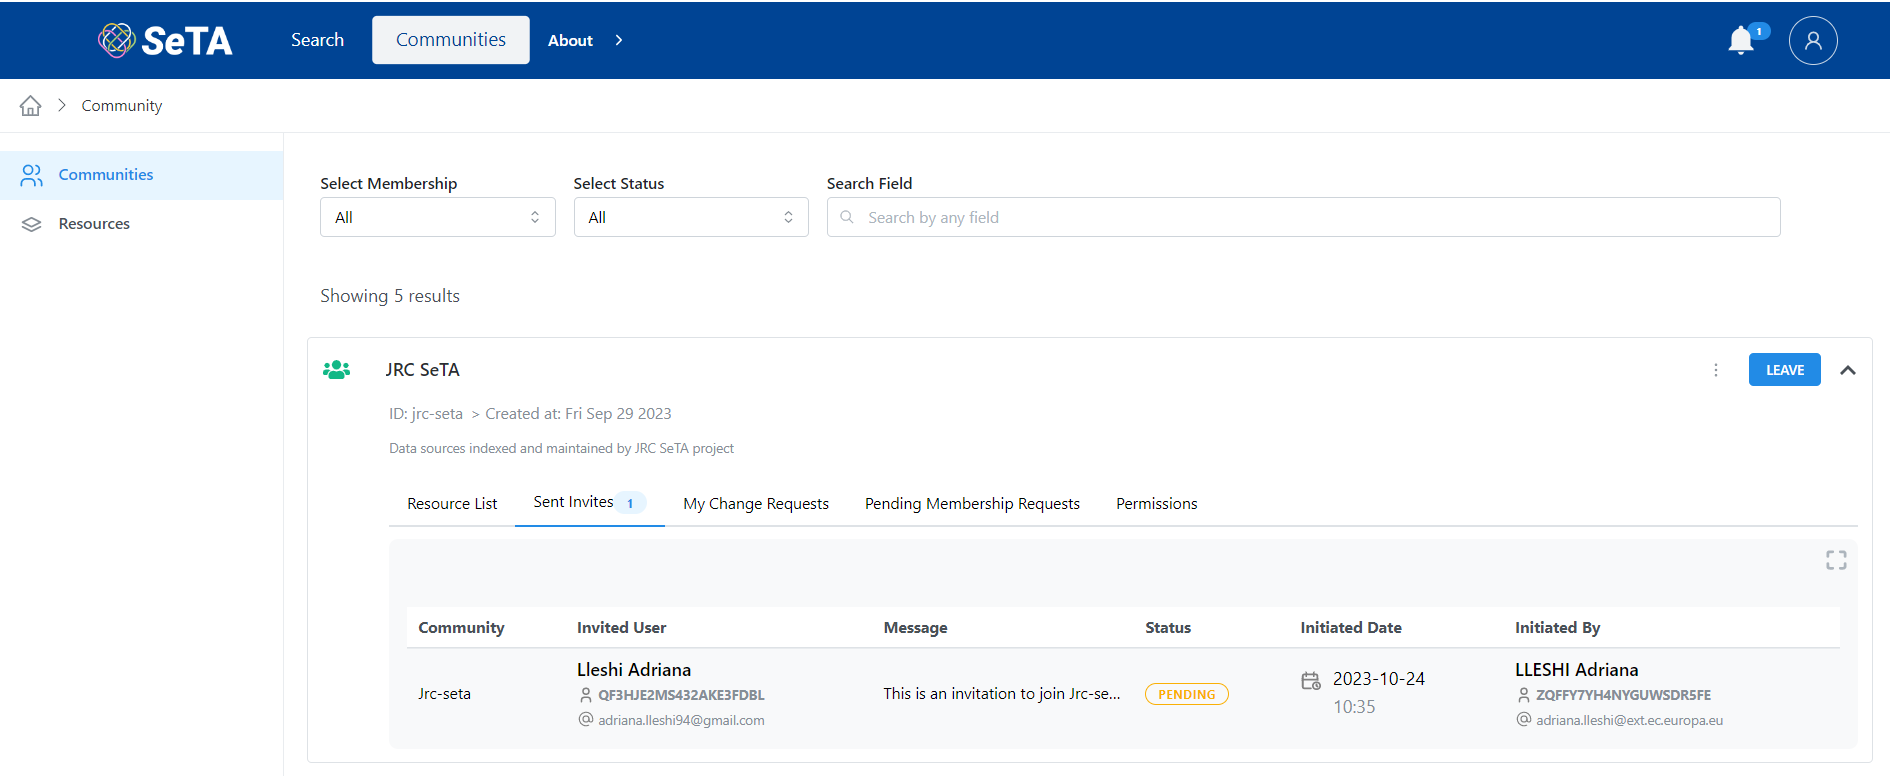 SeTA
Search
Communities
About
1
Community
Communities
Resources
Select Membership
Select Status
Search Field
All
All
Search by any field
Showing 5 results
JRC SeTA
LEAVE
ID: jrc-seta > Created at: Fri Sep 29 2023
Data sources indexed and maintained by JRC SeTA project
Resource List
Sent Invites 1
My Change Requests
Pending Membership Requests
Permissions
Community
Invited User
Message
Status
Initiated Date
Initiated By
Jrc-seta
Lleshi Adriana
QF3HJE2MS432AKE3FDBL
adriana.lleshi94@gmail.com
This is an invitation to join Jrc-se...
PENDING
2023-10-24
10:35
LLESHI Adriana
ZQFFY7YH4NYGUWSDR5FE
adriana.lleshi@ext.ec.europa.eu